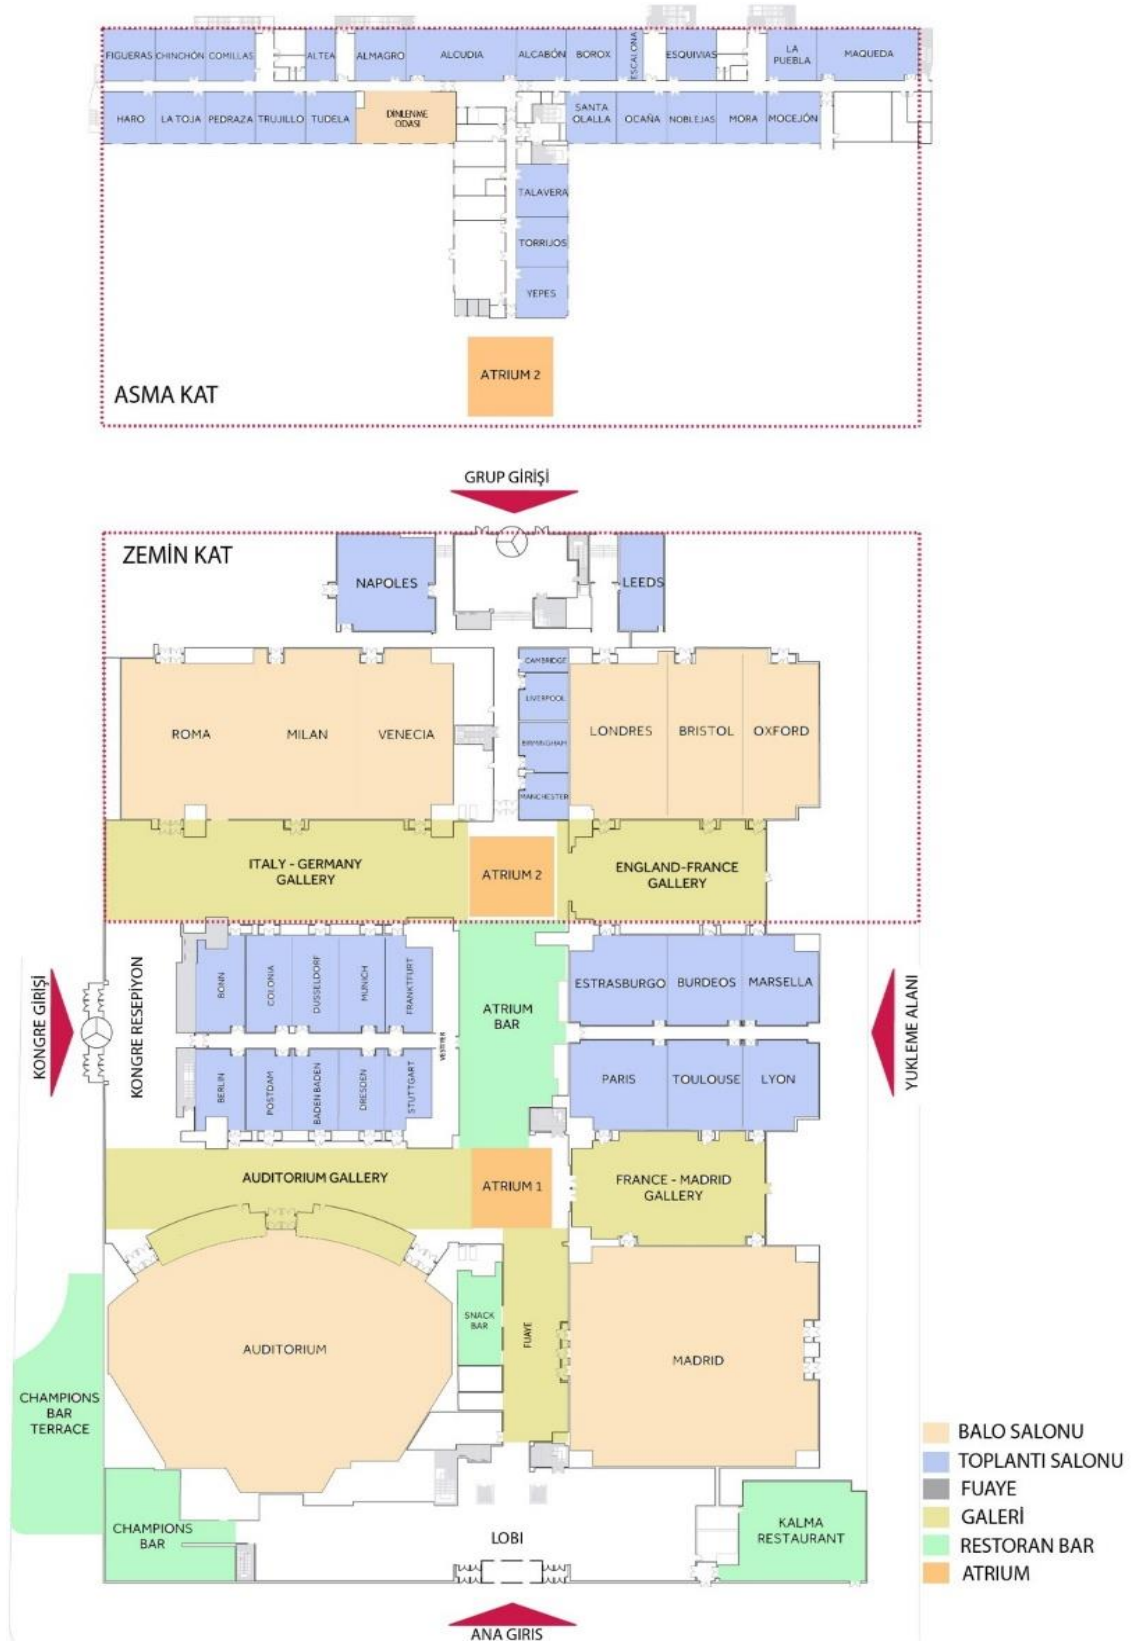 FIGUERAS CHINCHÓN COMILLAS ALTEA ALMAGRO ALCUDIA ALCABÓN BOROX ESCALONA ESQUIVIAS LA PUEBLA MAQUEDA
HARO LA TOJA PEDRAZA TRUJILLO TUDELA DİNLENME ODASI SANTA OLALLA OCAÑA NOBLEJAS MORA MOCEJÓN
TALAVERA
TORRIJOS
YEPES
ATRIUM 2
ASMA KAT
GRUP GİRİŞİ
ZEMİN KAT
NAPOLES
LEEDS
CAMBRIDGE
LIVERPOOL
BIRMINGHAM
MANCHESTER
ROMA MILAN VENECIA
LONDRES BRISTOL OXFORD
ITALY - GERMANY
GALLERY
ATRIUM 2
ENGLAND-FRANCE
GALLERY
KONGRE GİRİŞİ
KONGRE RESEPİYON
BONN COLONIA DUSSELDORF MUNICH FRANKTFURT
ATRIUM
BAR
ESTRASBURGO BURDEOS MARSELLA
YUKLEME ALANI
VESTIYER
BERLIN POSTDAM BADEN BADEN DRESDEN STUTTGART
PARIS TOULOUSE LYON
AUDITORIUM GALLERY
ATRIUM 1
FRANCE - MADRID
GALLERY
SNACK
BAR
FUAYE
AUDITORIUM
MADRID
CHAMPIONS
BAR
TERRACE
CHAMPIONS
BAR
LOBI
KALMA
RESTAURANT
BALO SALONU
TOPLANTI SALONU
FUAYE
GALERİ
RESTORAN BAR
ATRIUM
ANA GIRIS